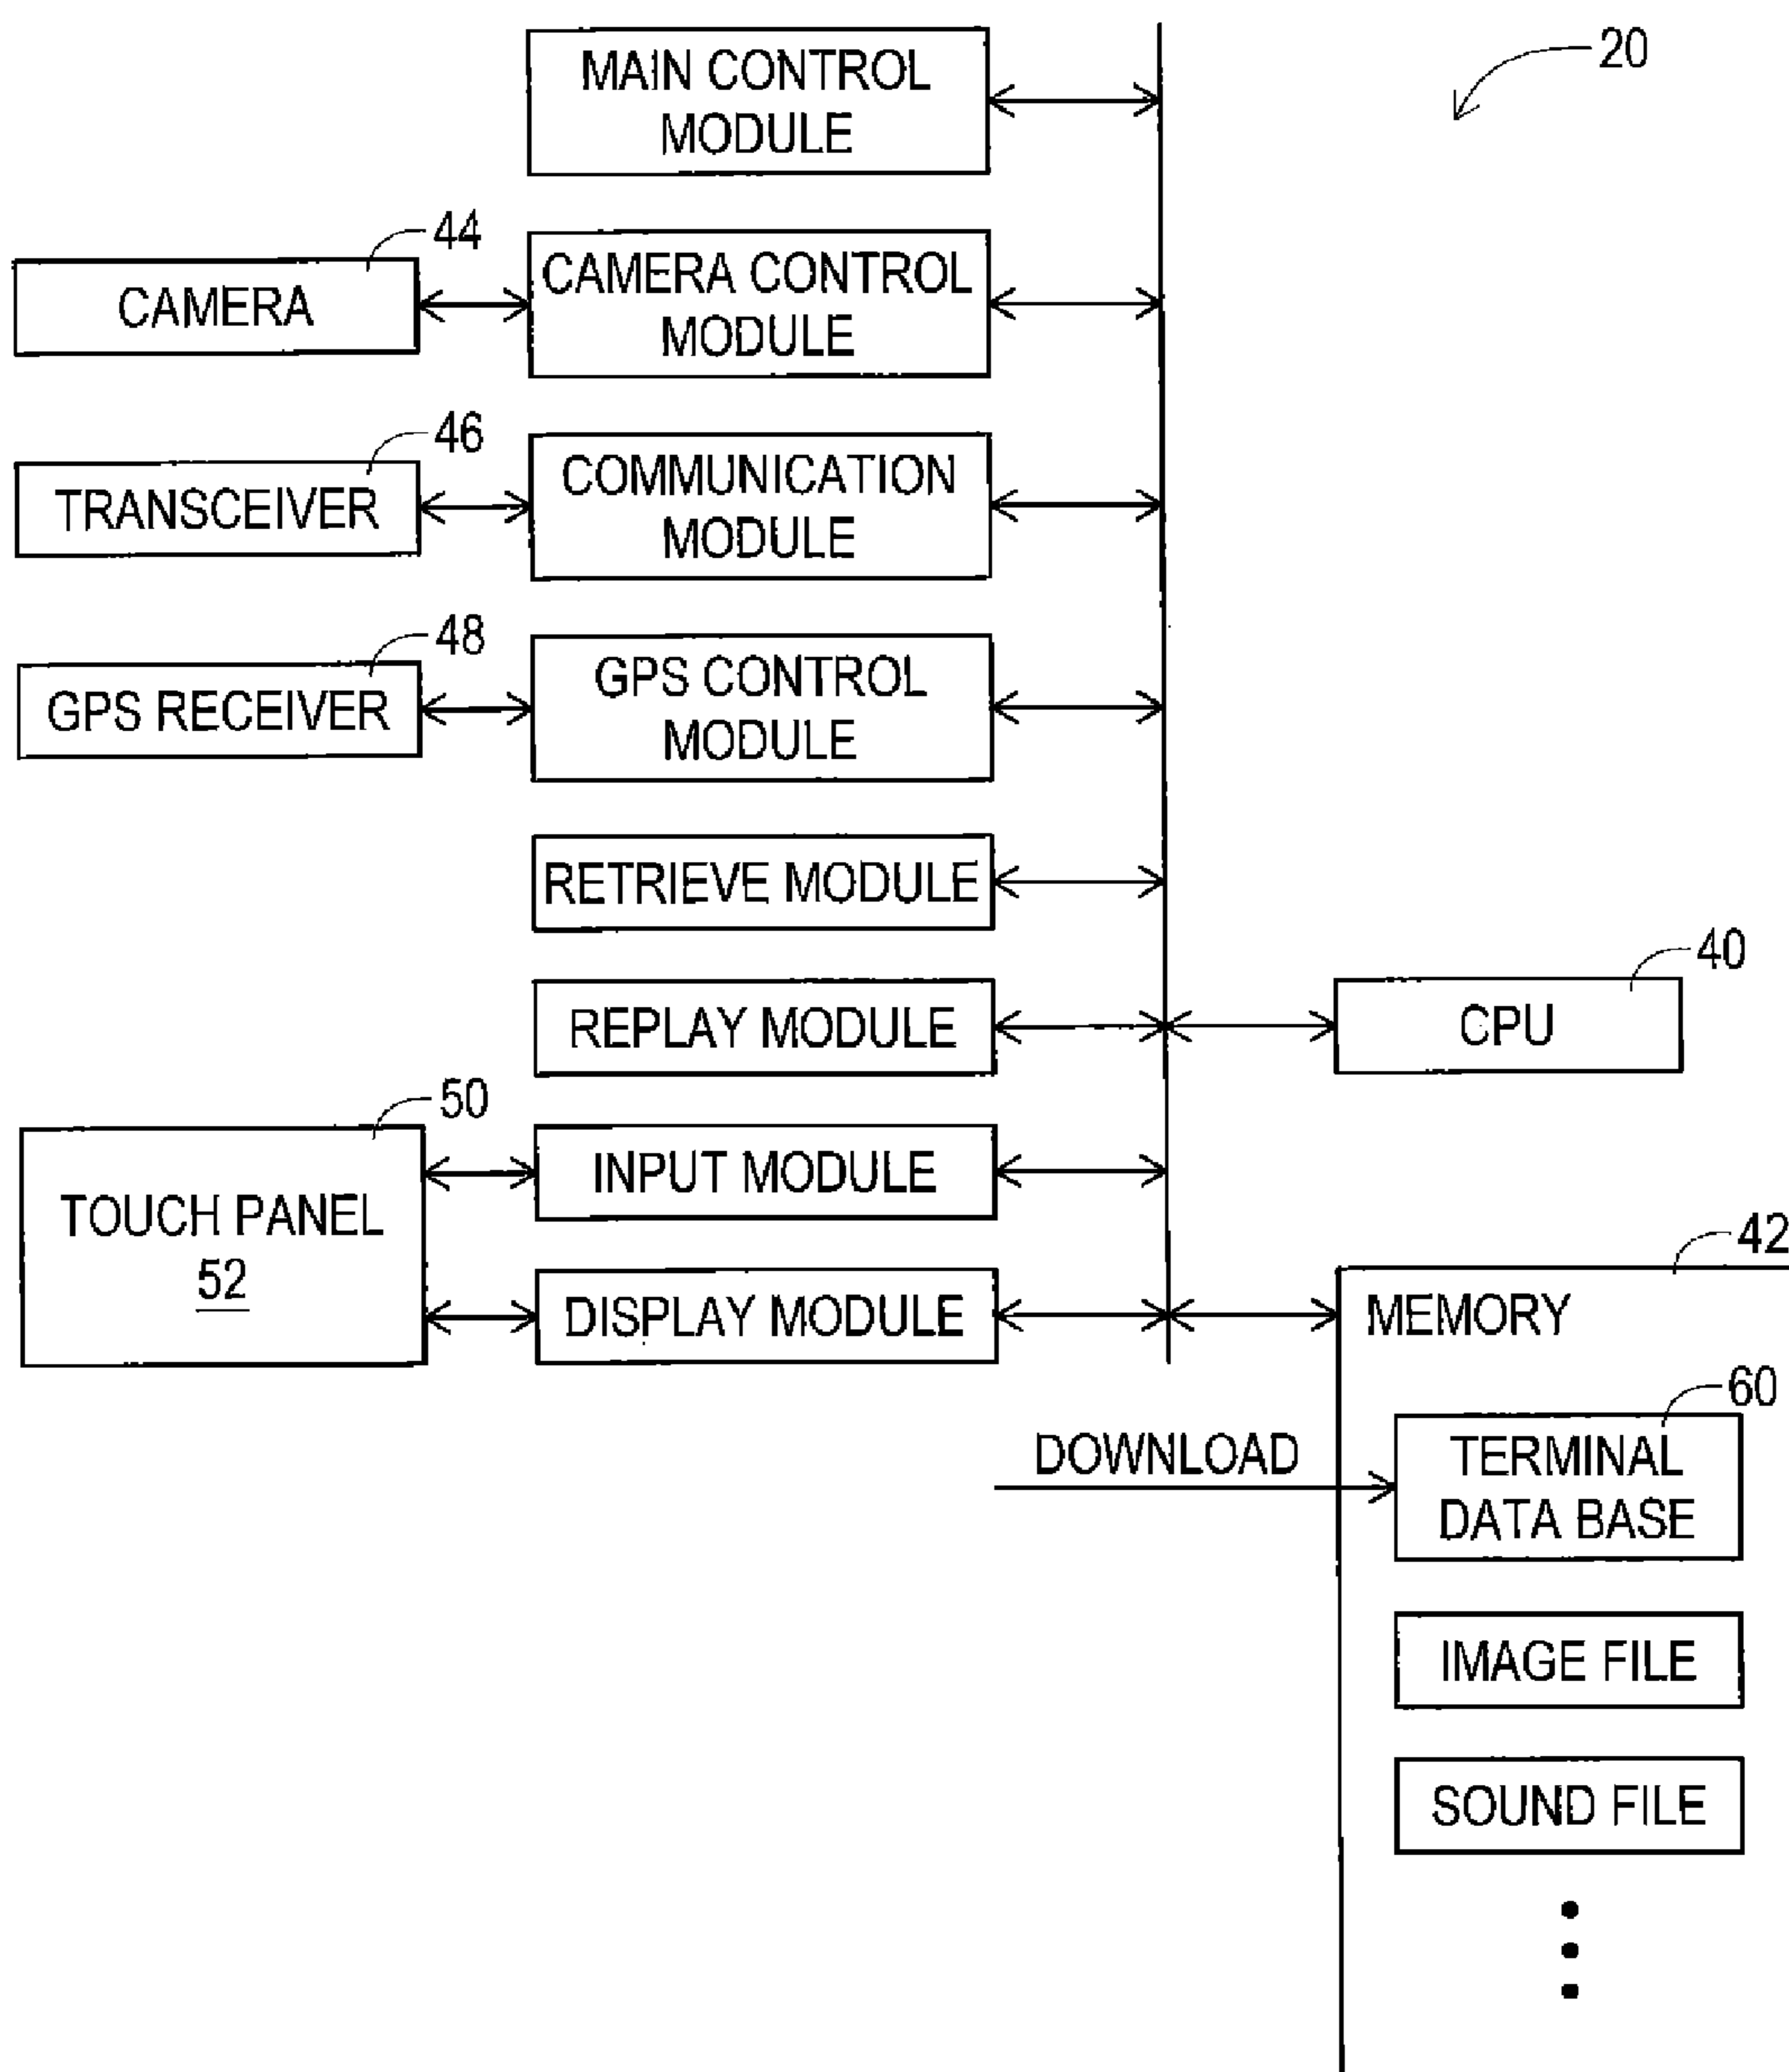 20
MAIN CONTROL
MODULE
44
CAMERA
CAMERA CONTROL
MODULE
46
TRANSCEIVER
COMMUNICATION
MODULE
48
GPS RECEIVER
GPS CONTROL
MODULE
RETRIEVE MODULE
40
REPLAY MODULE
CPU
50
TOUCH PANEL
52
INPUT MODULE
DISPLAY MODULE
42
MEMORY
60
DOWNLOAD
TERMINAL
DATA BASE
IMAGE FILE
SOUND FILE